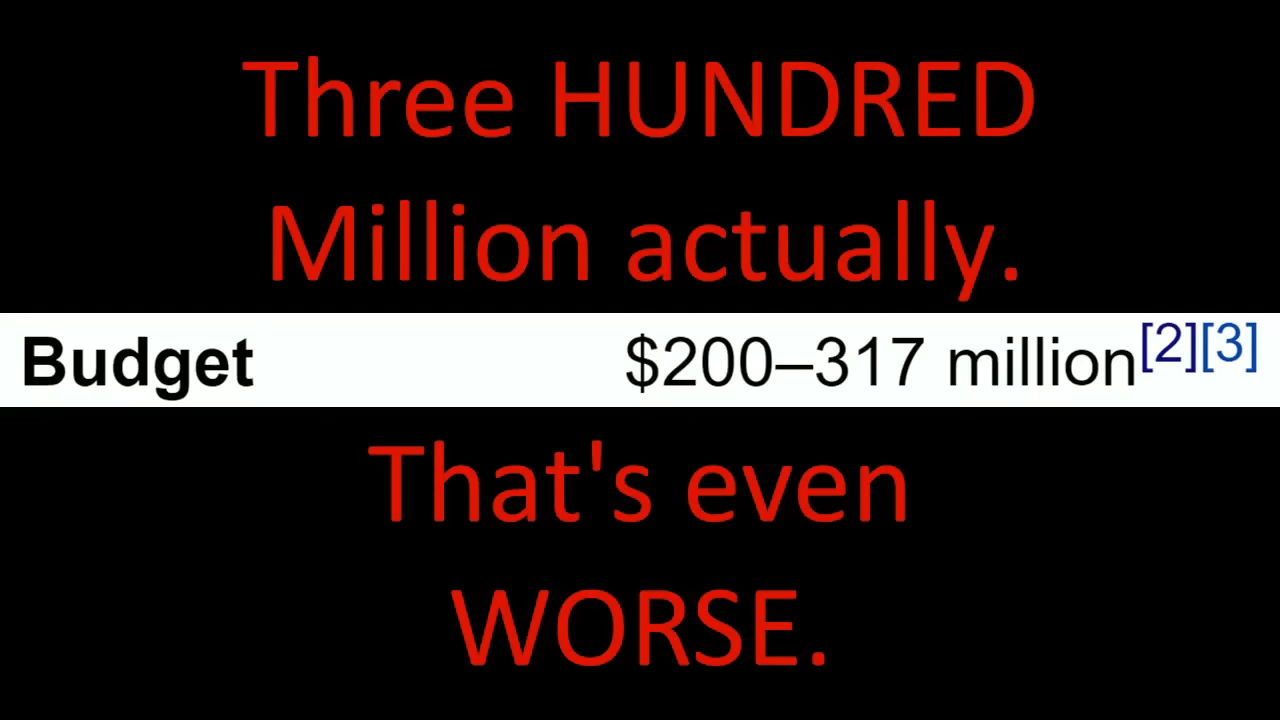 Three HUNDRED
Million actually.
Budget $200–317 million[2][3]
That's even
WORSE.